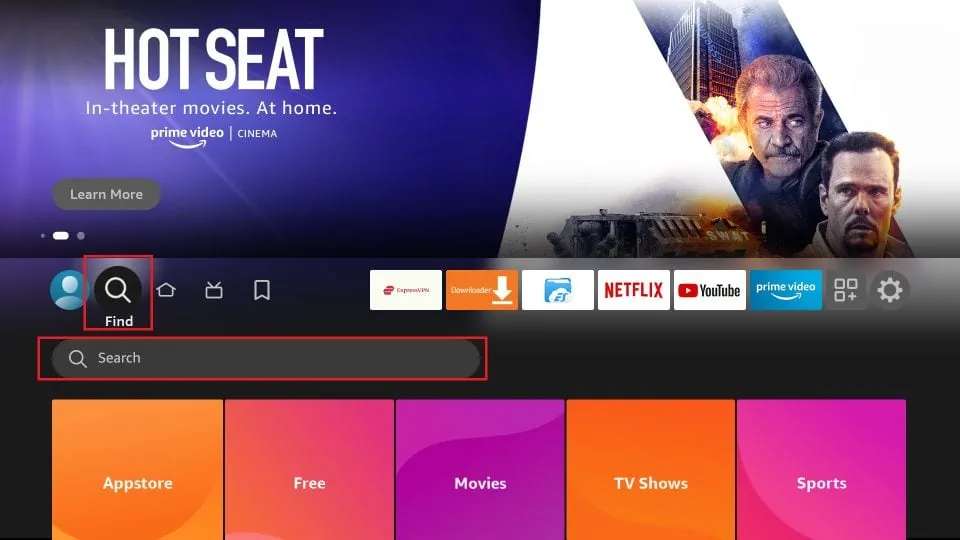 HOT SEAT
In-theater movies. At home.
prime video | CINEMA
Learn More
Find
ExpressVPN
Downloader
ES
NETFLIX
YouTube
prime video
Search
Appstore
Free
Movies
TV Shows
Sports
SWAT